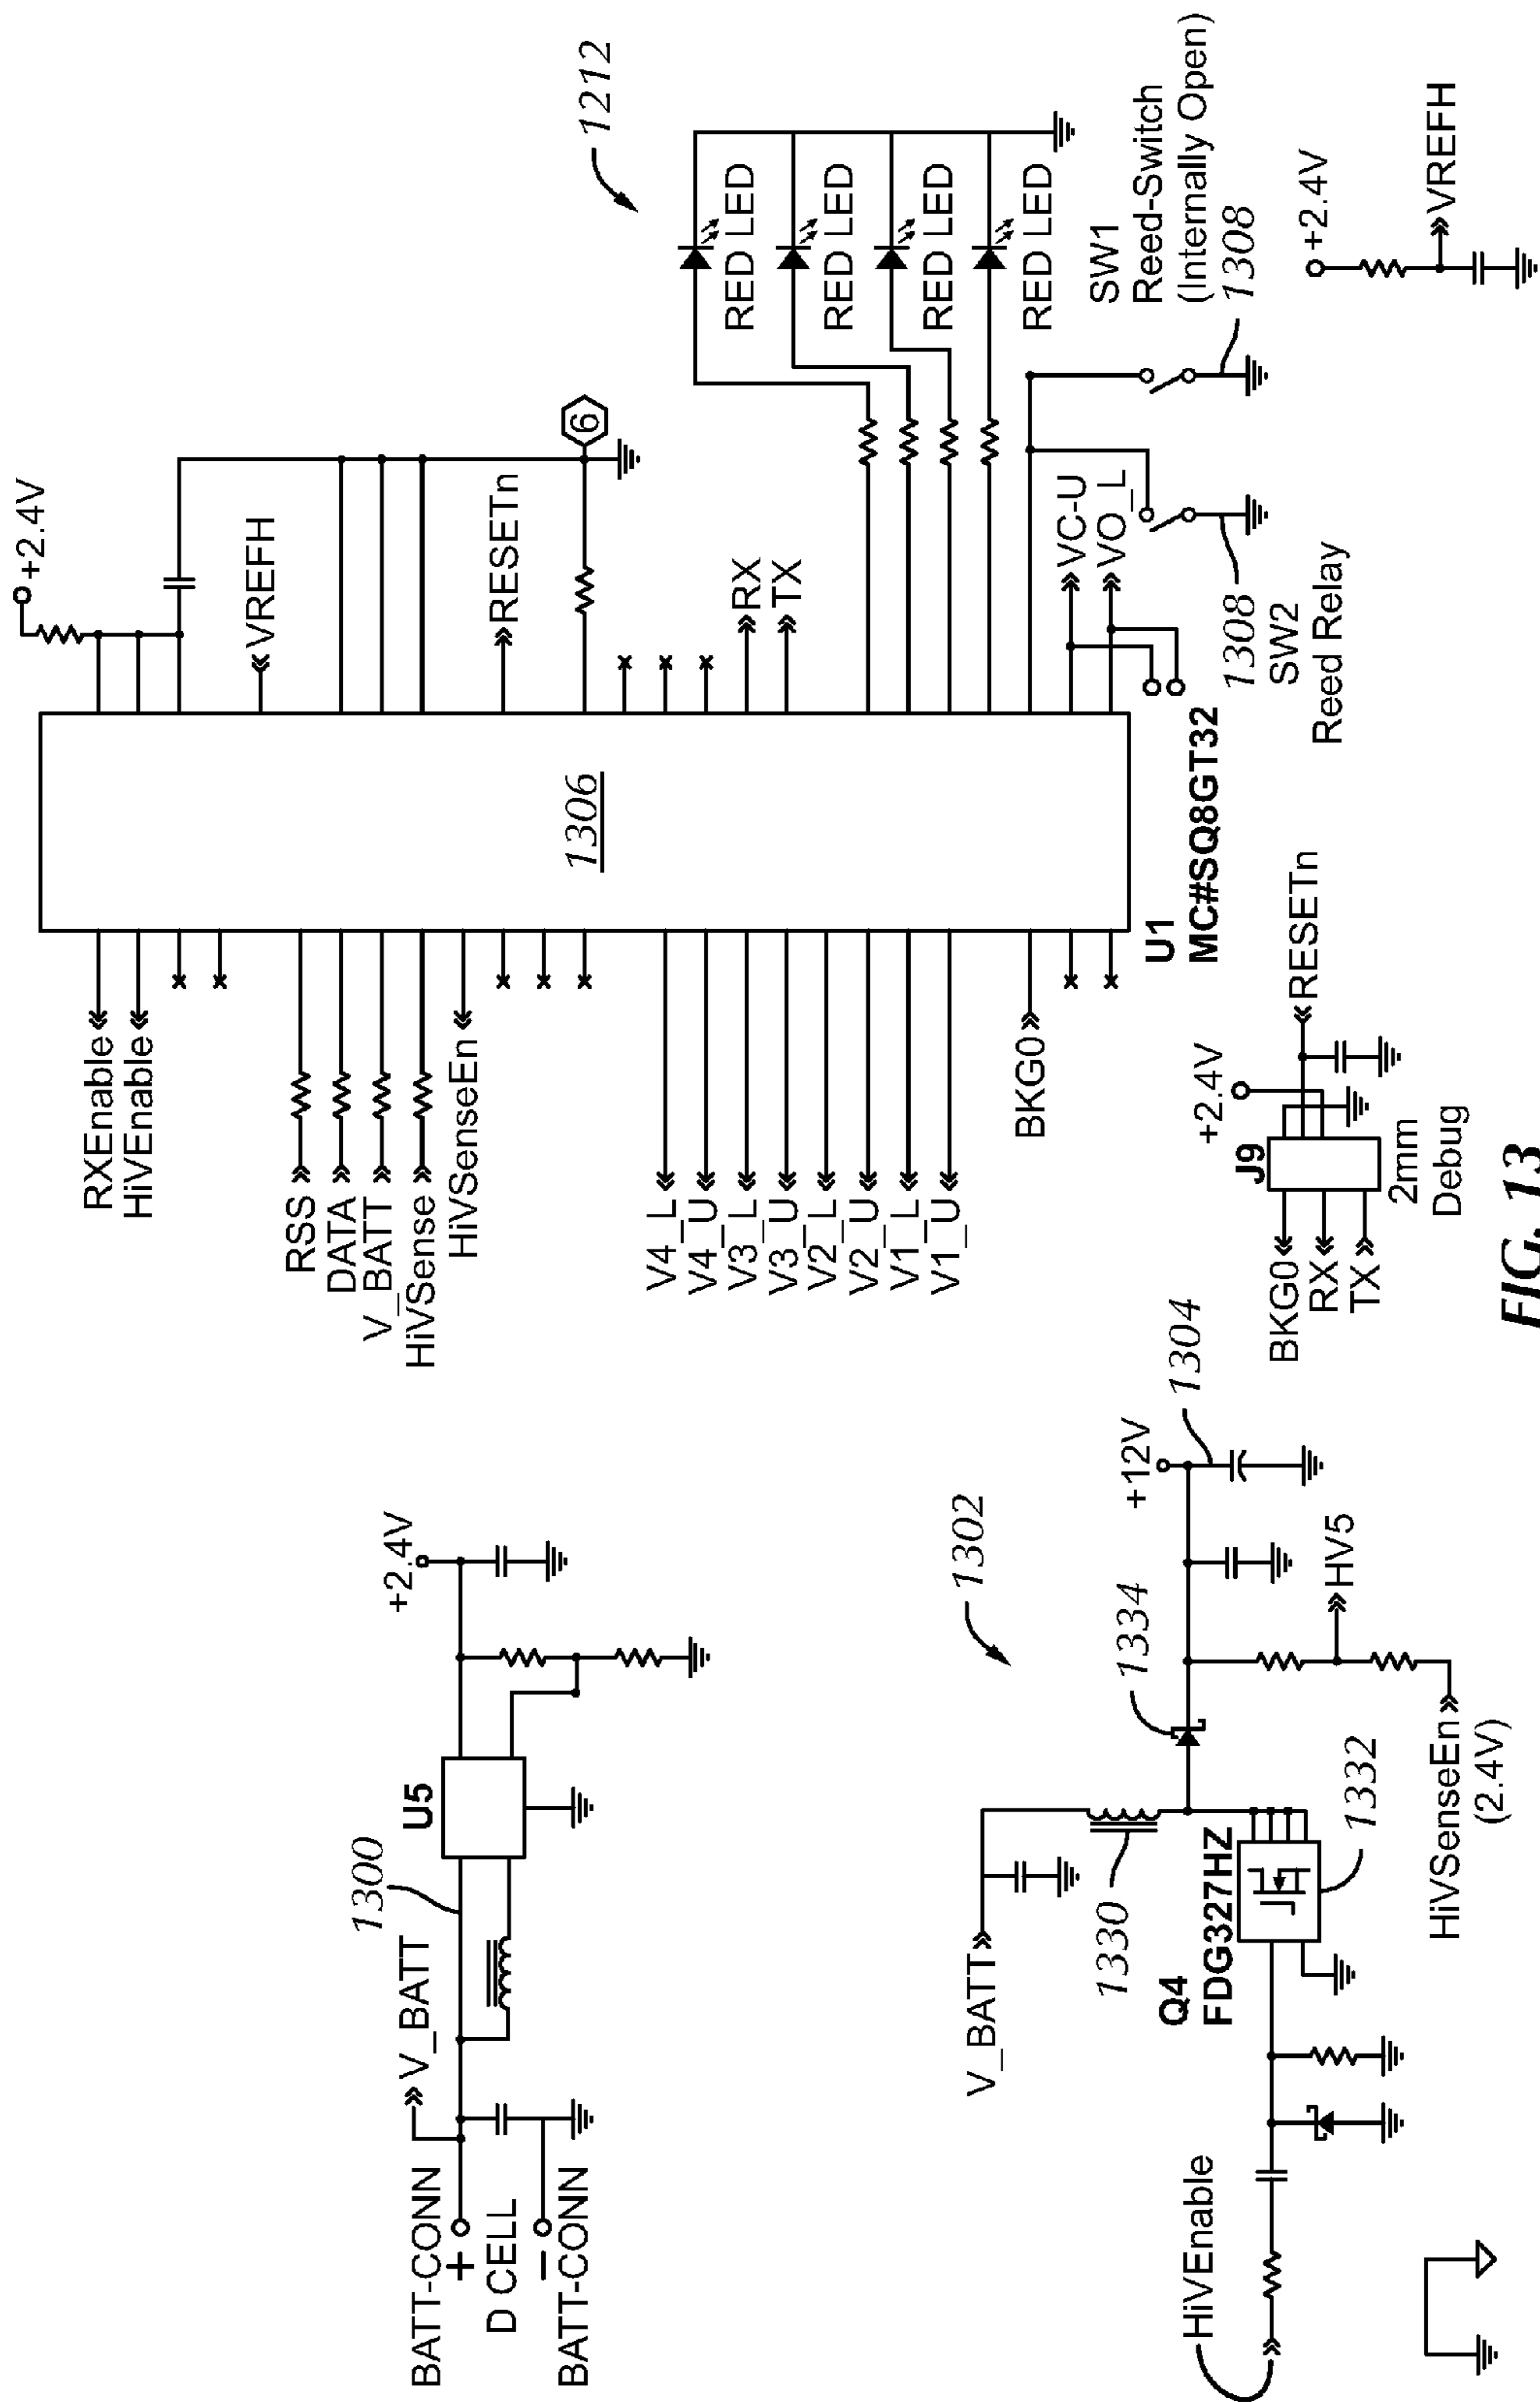 BATT-CONN
+
D CELL
–
BATT-CONN
V_BATT
1300
U5
+2.4V
RXEnable
HiVEnable
RSS
DATA
V_BATT
HiVSense
HiVSenseEn
V4_L
V4_U
V3_L
V3_U
V2_L
V2_U
V1_L
V1_U
BKG0
1306
U1
MC#SQ8GT32
+2.4V
VREFH
RESETn
6
RX
TX
1212
RED LED
RED LED
RED LED
RED LED
VC-U
VO_L
1308
SW2
Reed Relay
SW1
Reed-Switch
(Internally Open)
1308
+2.4V
VREFH
HiVEnable
V_BATT
1330
Q4
FDG327HZ
1332
1334
1302
+12V
1304
HV5
HiVSenseEn
(2.4V)
BKG0
RX
TX
J9
2mm
Debug
+2.4V
RESETn
FIG. 13